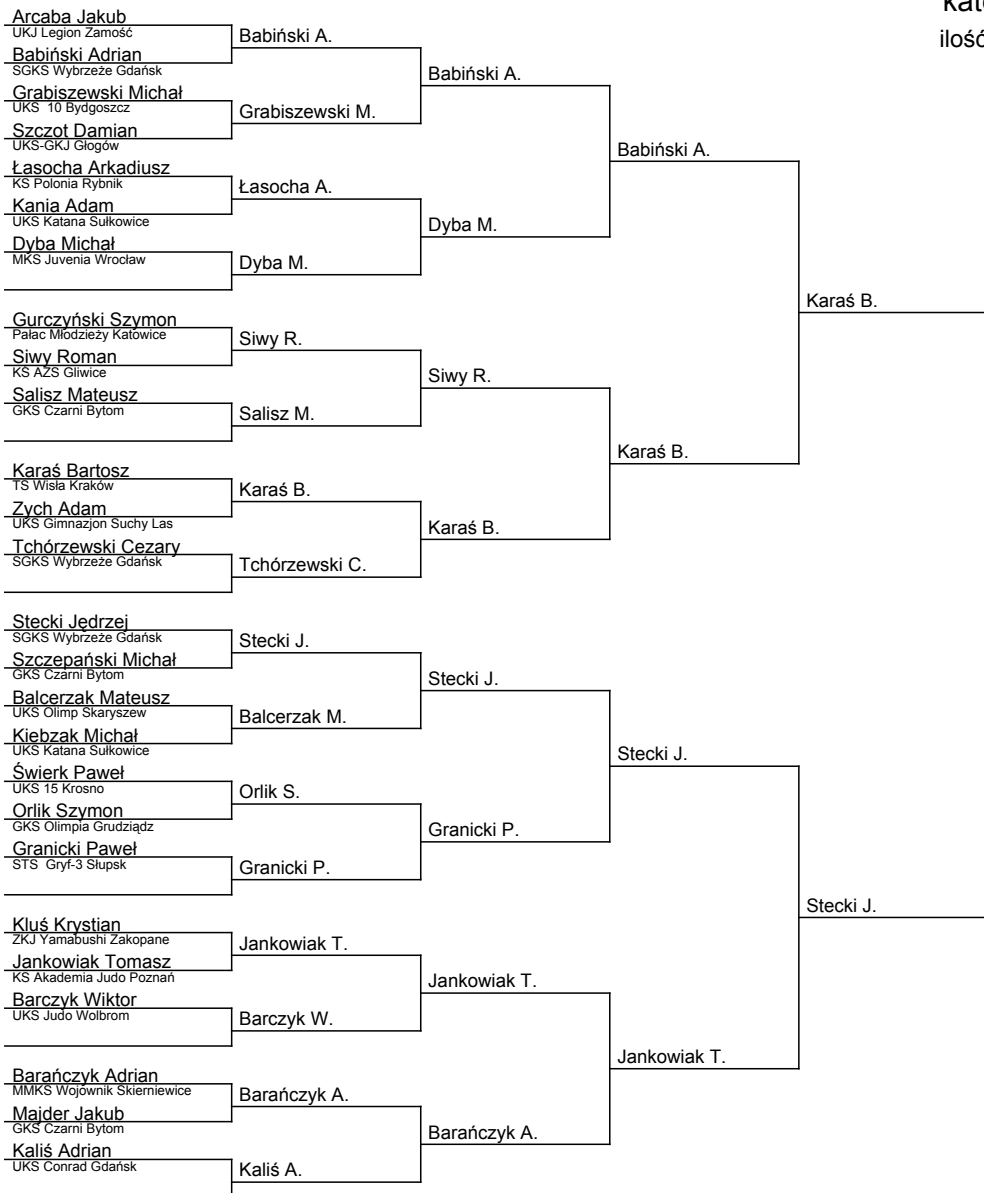 kat
ilość
Arcaba Jakub
UKJ Legion Zamość
Babiński Adrian
SGKS Wybrzeże Gdańsk
Grabiszewski Michał
UKS 10 Bydgoszcz
Szczot Damian
UKS-GKJ Głogów
Łasocha Arkadiusz
KS Polonia Rybnik
Kania Adam
UKS Katana Sułkowice
Dyba Michał
MKS Juvenia Wrocław
Gurczyński Szymon
Pałac Młodzieży Katowice
Siwy Roman
KS AZS Gliwice
Salisz Mateusz
GKS Czarni Bytom
Karaś Bartosz
TS Wisła Kraków
Zych Adam
UKS Gimnazjon Suchy Las
Tchórzewski Cezary
SGKS Wybrzeże Gdańsk
Stecki Jędrzej
SGKS Wybrzeże Gdańsk
Szczepański Michał
GKS Czarni Bytom
Balcerzak Mateusz
UKS Olimp Skaryszew
Kiebzak Michał
UKS Katana Sułkowice
Świerk Paweł
UKS 15 Krosno
Orlik Szymon
GKS Olimpia Grudziądz
Granicki Paweł
STS Gryf-3 Słupsk
Kluś Krystian
ZKJ Yamabushi Zakopane
Jankowiak Tomasz
KS Akademia Judo Poznań
Barczyk Wiktor
UKS Judo Wolbrom
Barańczyk Adrian
MMKS Wojównik Skierniewice
Majder Jakub
GKS Czarni Bytom
Kaliś Adrian
UKS Conrad Gdańsk
Babiński A.
Grabiszewski M.
Łasocha A.
Dyba M.
Siwy R.
Salisz M.
Karaś B.
Tchórzewski C.
Stecki J.
Balcerzak M.
Orlik S.
Granicki P.
Jankowiak T.
Barczyk W.
Barańczyk A.
Kaliś A.
Babiński A.
Dyba M.
Siwy R.
Karaś B.
Stecki J.
Granicki P.
Jankowiak T.
Barańczyk A.
Babiński A.
Karaś B.
Stecki J.
Jankowiak T.
Karaś B.
Stecki J.